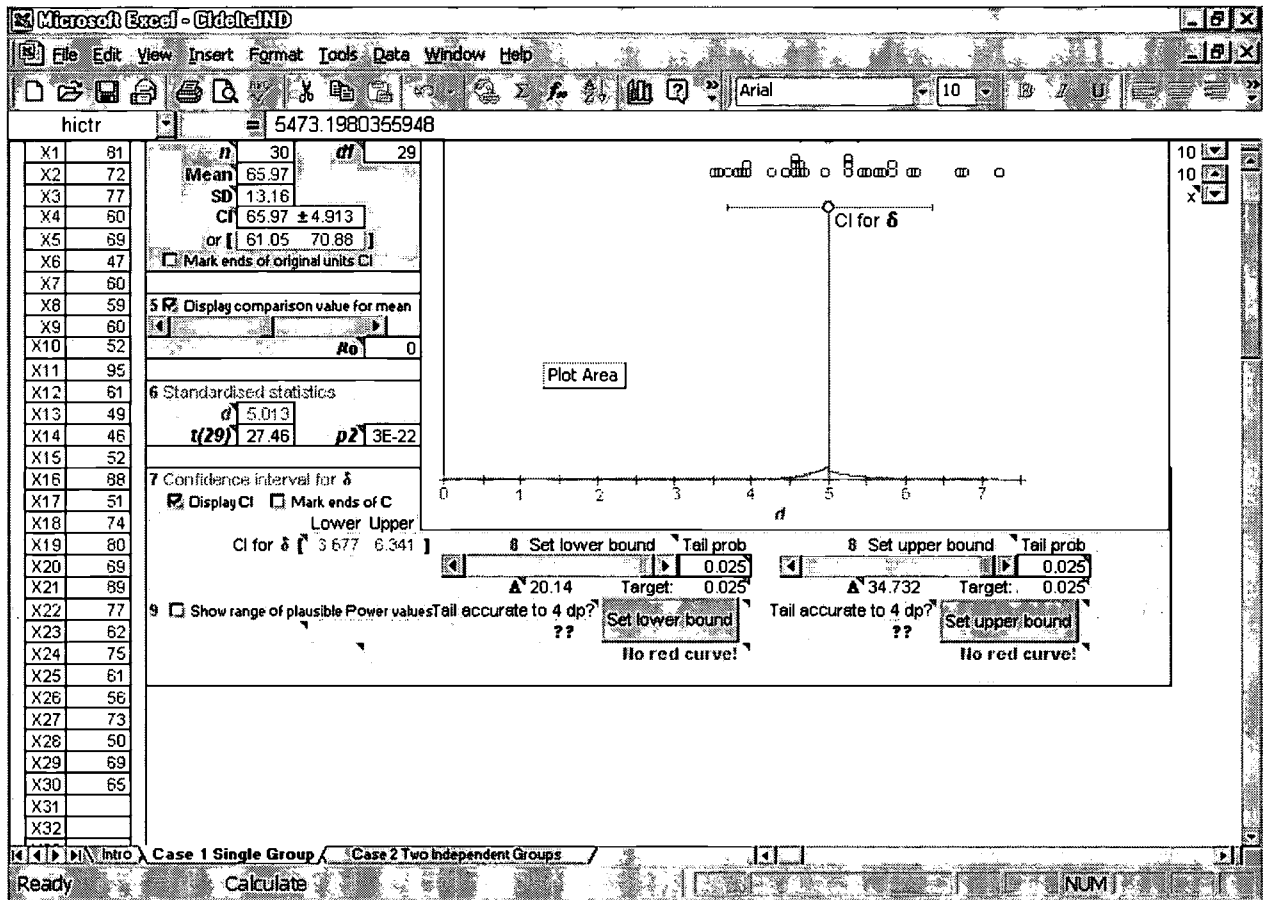 Microsoft Excel - CIdeltaIND
File Edit View Insert Format Tools Data Window Help
Arial 10 B I U
hictr = 5473.1980355948
X1 61
X2 72
X3 77
X4 60
X5 69
X6 47
X7 60
X8 59
X9 60
X10 52
X11 95
X12 61
X13 49
X14 46
X15 52
X16 88
X17 51
X18 74
X19 80
X20 69
X21 89
X22 77
X23 62
X24 75
X25 61
X26 56
X27 73
X28 50
X29 69
X30 65
X31
X32
n 30 df 29
Mean 65.97
SD 13.16
CI 65.97 ±4.913
or [ 61.05 70.88 ]
Mark ends of original units CI
5 Display comparison value for mean
μ0 0
6 Standardised statistics
d 5.013
t(29) 27.46 p2 3E-22
7 Confidence interval for δ
Display CI Mark ends of C
Lower Upper
CI for δ [ 3.677 6.341 ]
9 Show range of plausible Power values
CI for δ
Plot Area
0 1 2 3 4 5 6 7
d
10
10
x
8 Set lower bound Tail prob
0.025
Δ 20.14 Target: 0.025
Tail accurate to 4 dp?
??
Set lower bound
No red curve!
8 Set upper bound Tail prob
0.025
Δ 34.732 Target: 0.025
Tail accurate to 4 dp?
??
Set upper bound
No red curve!
Intro Case 1 Single Group Case 2 Two Independent Groups
Ready Calculate NUM